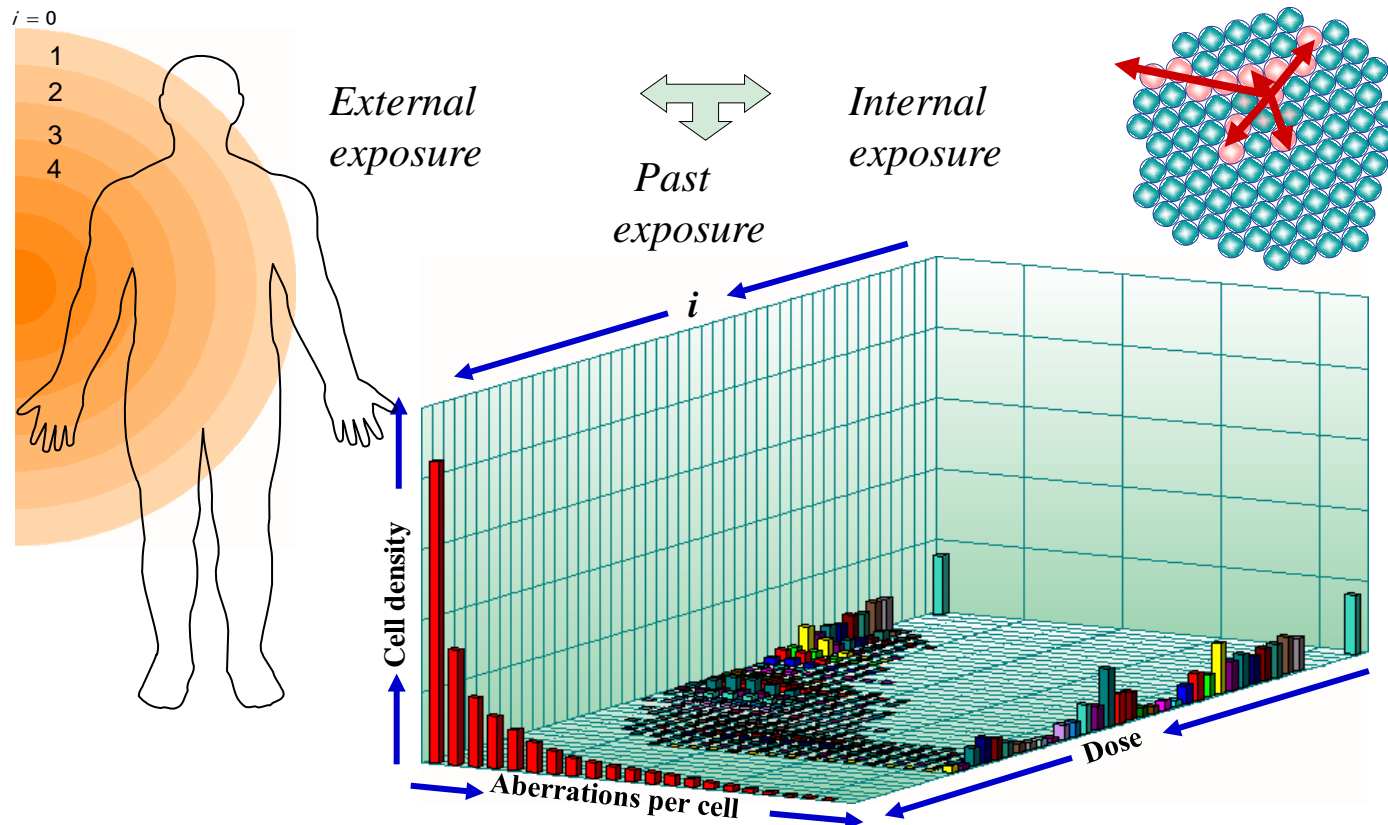 i = 0
1
2
3
4
External
exposure
Internal
exposure
Past
exposure
i
Cell density
Aberrations per cell
Dose